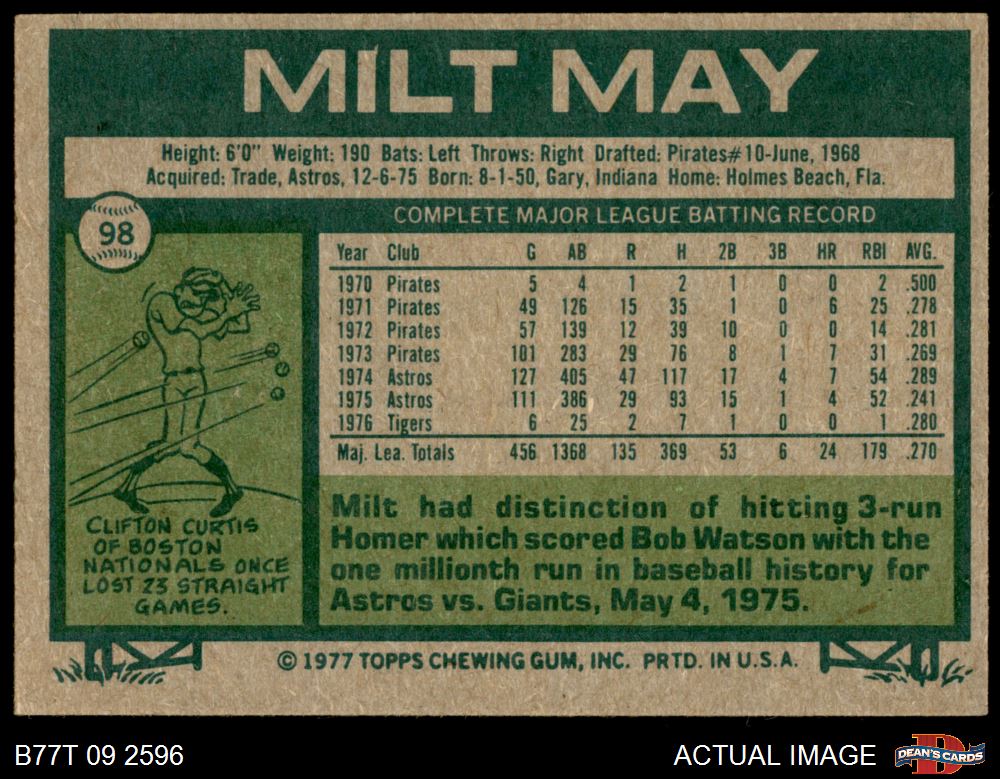 MILT MAY
Height: 6'0" Weight: 190 Bats: Left Throws: Right Drafted: Pirates#10-June, 1968
Acquired: Trade, Astros, 12-6-75 Born: 8-1-50, Gary, Indiana Home: Holmes Beach, Fla.
98
COMPLETE MAJOR LEAGUE BATTING RECORD
Year Club G AB R H 2B 3B HR RBI AVG.
1970 Pirates 5 4 1 2 1 0 0 2 .500
1971 Pirates 49 126 15 35 1 0 6 25 .278
1972 Pirates 57 139 12 39 10 0 0 14 .281
1973 Pirates 101 283 29 76 8 1 7 31 .269
1974 Astros 127 405 47 117 17 4 7 54 .289
1975 Astros 111 386 29 93 15 1 4 52 .241
1976 Tigers 6 25 2 7 1 0 0 1 .280
Maj. Lea. Totals 456 1368 135 369 53 6 24 179 .270
CLIFTON CURTIS
OF BOSTON
NATIONALS ONCE
LOST 23 STRAIGHT
GAMES.
Milt had distinction of hitting 3-run
Homer which scored Bob Watson with the
one millionth run in baseball history for
Astros vs. Giants, May 4, 1975.
© 1977 TOPPS CHEWING GUM, INC. PRTD. IN U.S.A.
B77T 09 2596
ACTUAL IMAGE
D
DEAN'S CARDS